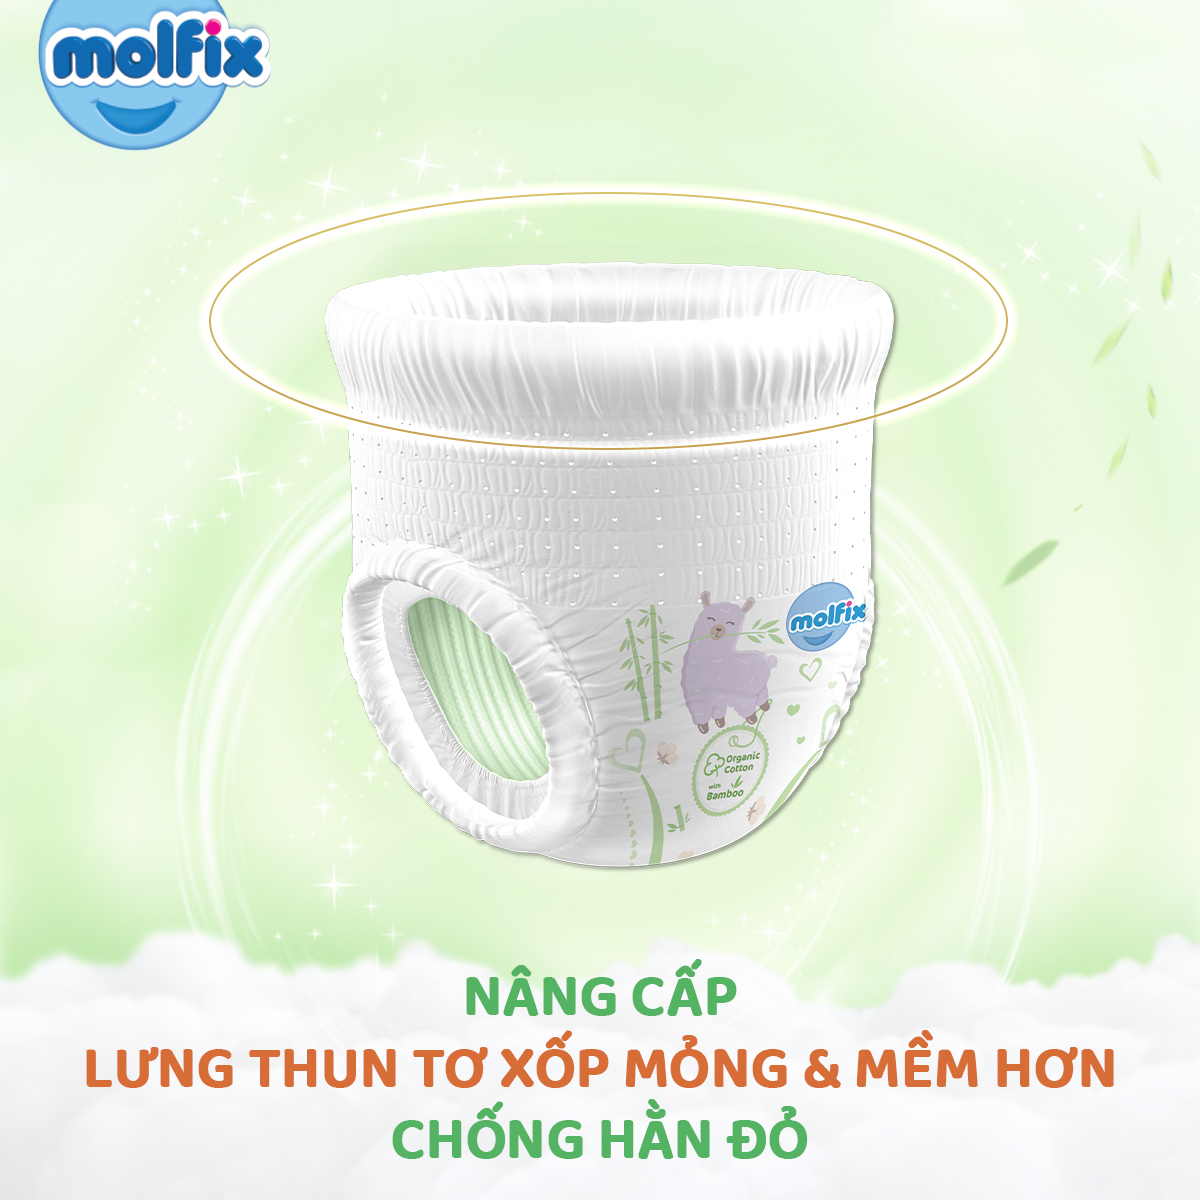 molfix
molfix
Organic
Cotton
with
Bamboo
NÂNG CẤP
LƯNG THUN TƠ XỐP MỎNG & MỀM HƠN
CHỐNG HẰN ĐỎ